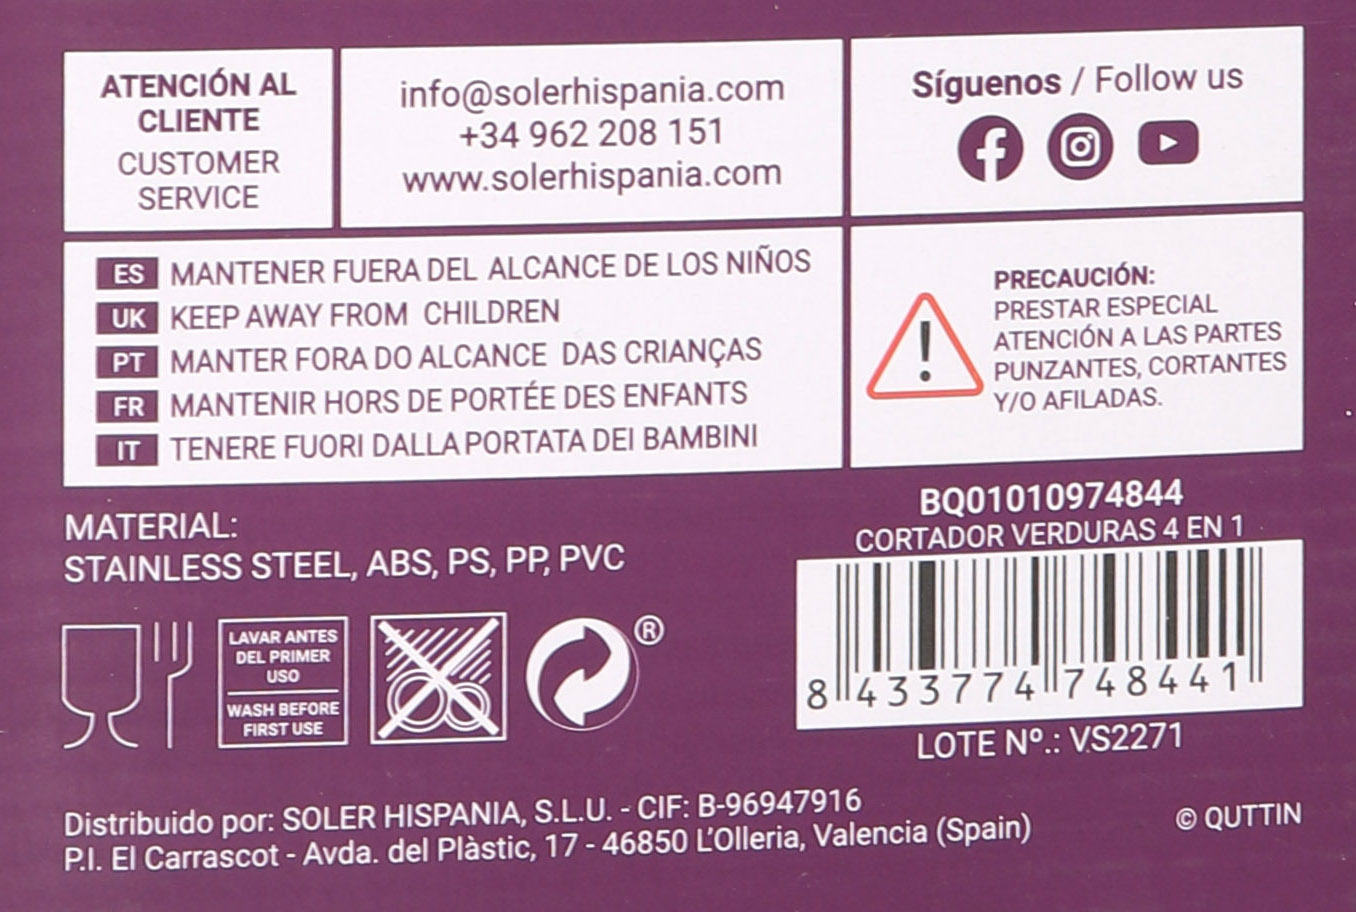 ATENCIÓN AL
CLIENTE
CUSTOMER
SERVICE
info@solerhispania.com
+34 962 208 151
www.solerhispania.com
Síguenos / Follow us
ES MANTENER FUERA DEL ALCANCE DE LOS NIÑOS
UK KEEP AWAY FROM CHILDREN
PT MANTER FORA DO ALCANCE DAS CRIANÇAS
FR MANTENIR HORS DE PORTÉE DES ENFANTS
IT TENERE FUORI DALLA PORTATA DEI BAMBINI
PRECAUCIÓN:
PRESTAR ESPECIAL
ATENCIÓN A LAS PARTES
PUNZANTES, CORTANTES
Y/O AFILADAS.
MATERIAL:
STAINLESS STEEL, ABS, PS, PP, PVC
LAVAR ANTES
DEL PRIMER
USO
WASH BEFORE
FIRST USE
®
BQ01010974844
CORTADOR VERDURAS 4 EN 1
8 433774 748441
LOTE Nº.: VS2271
Distribuido por: SOLER HISPANIA, S.L.U. - CIF: B-96947916
P.I. El Carrascot - Avda. del Plàstic, 17 - 46850 L'Olleria, Valencia (Spain)
© QUTTIN